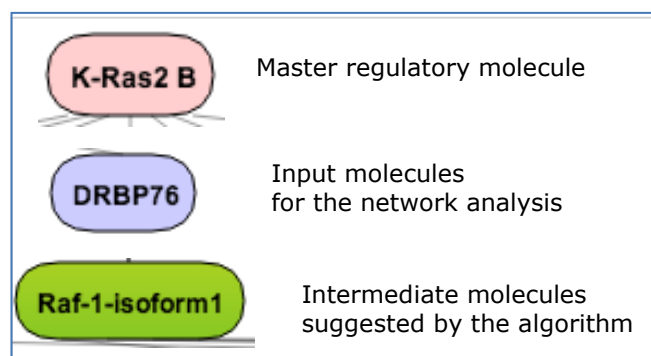 K-Ras2 B
Master regulatory molecule
DRBP76
Input molecules
for the network analysis
Raf-1-isoform1
Intermediate molecules
suggested by the algorithm